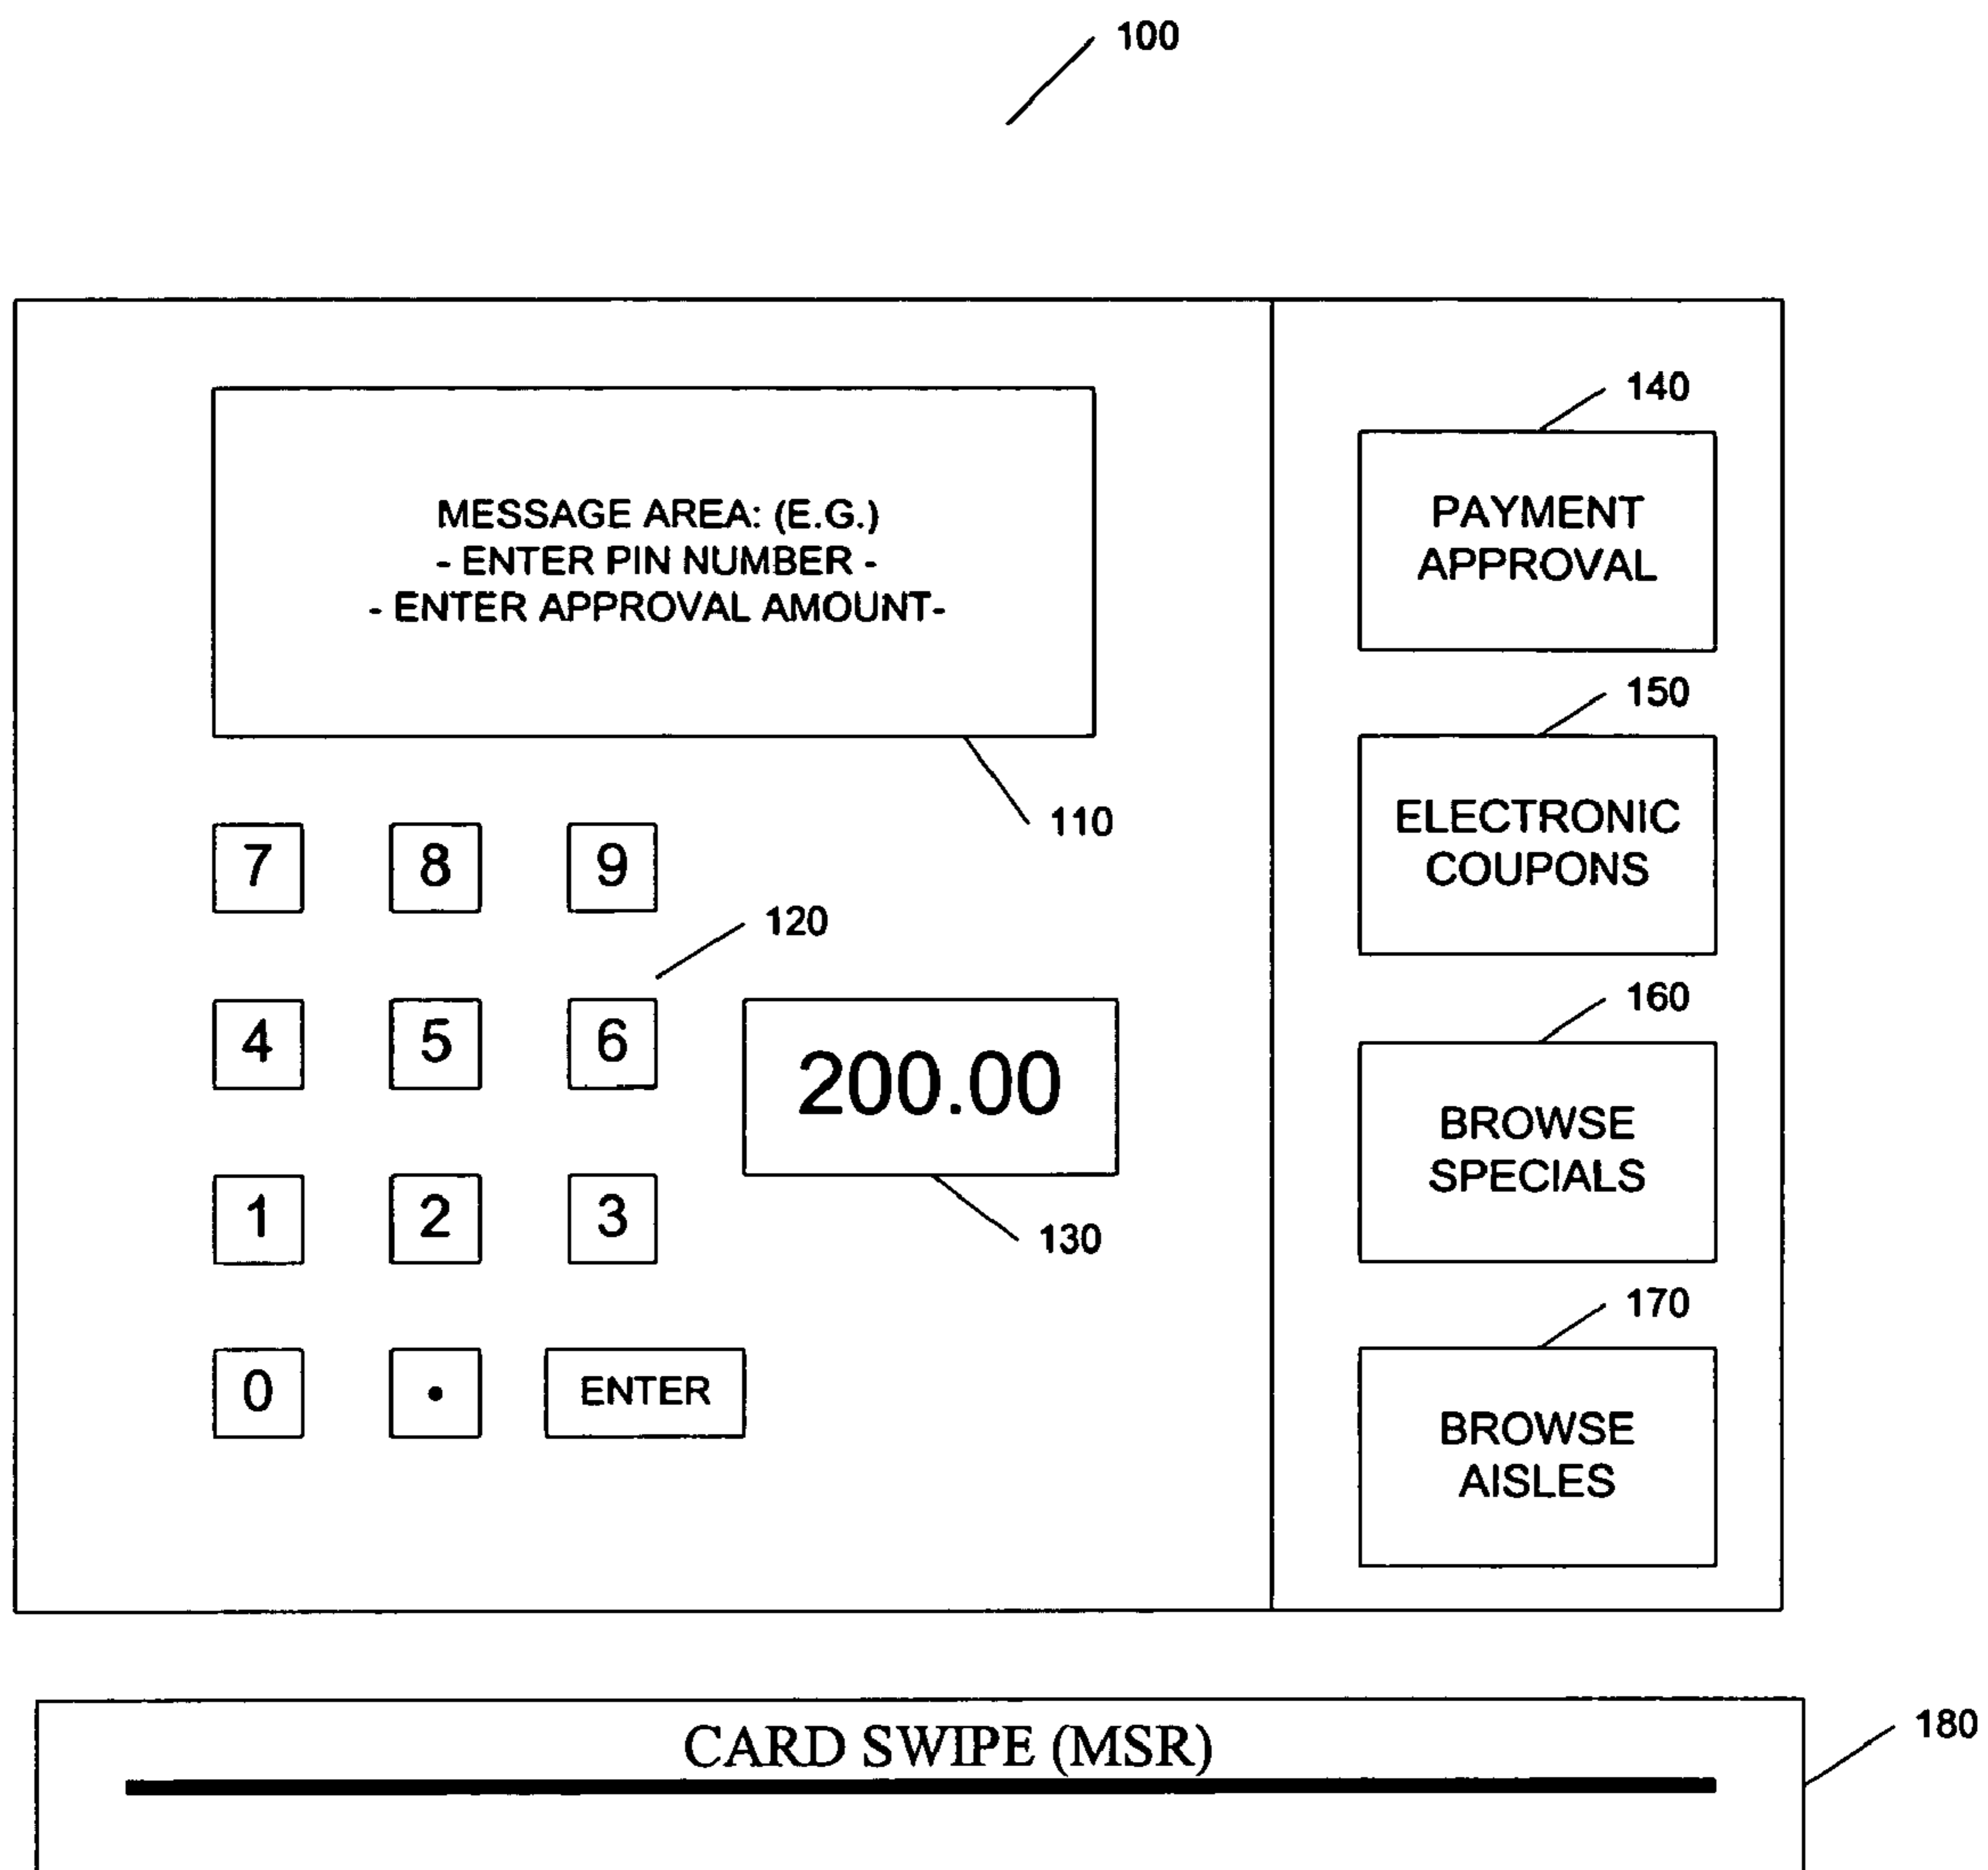 100
140
MESSAGE AREA: (E.G.)
- ENTER PIN NUMBER -
- ENTER APPROVAL AMOUNT-
PAYMENT
APPROVAL
150
110
ELECTRONIC
COUPONS
7 8 9
120
160
4 5 6
200.00
BROWSE
SPECIALS
1 2 3
130
170
0 • ENTER
BROWSE
AISLES
CARD SWIPE (MSR)
180